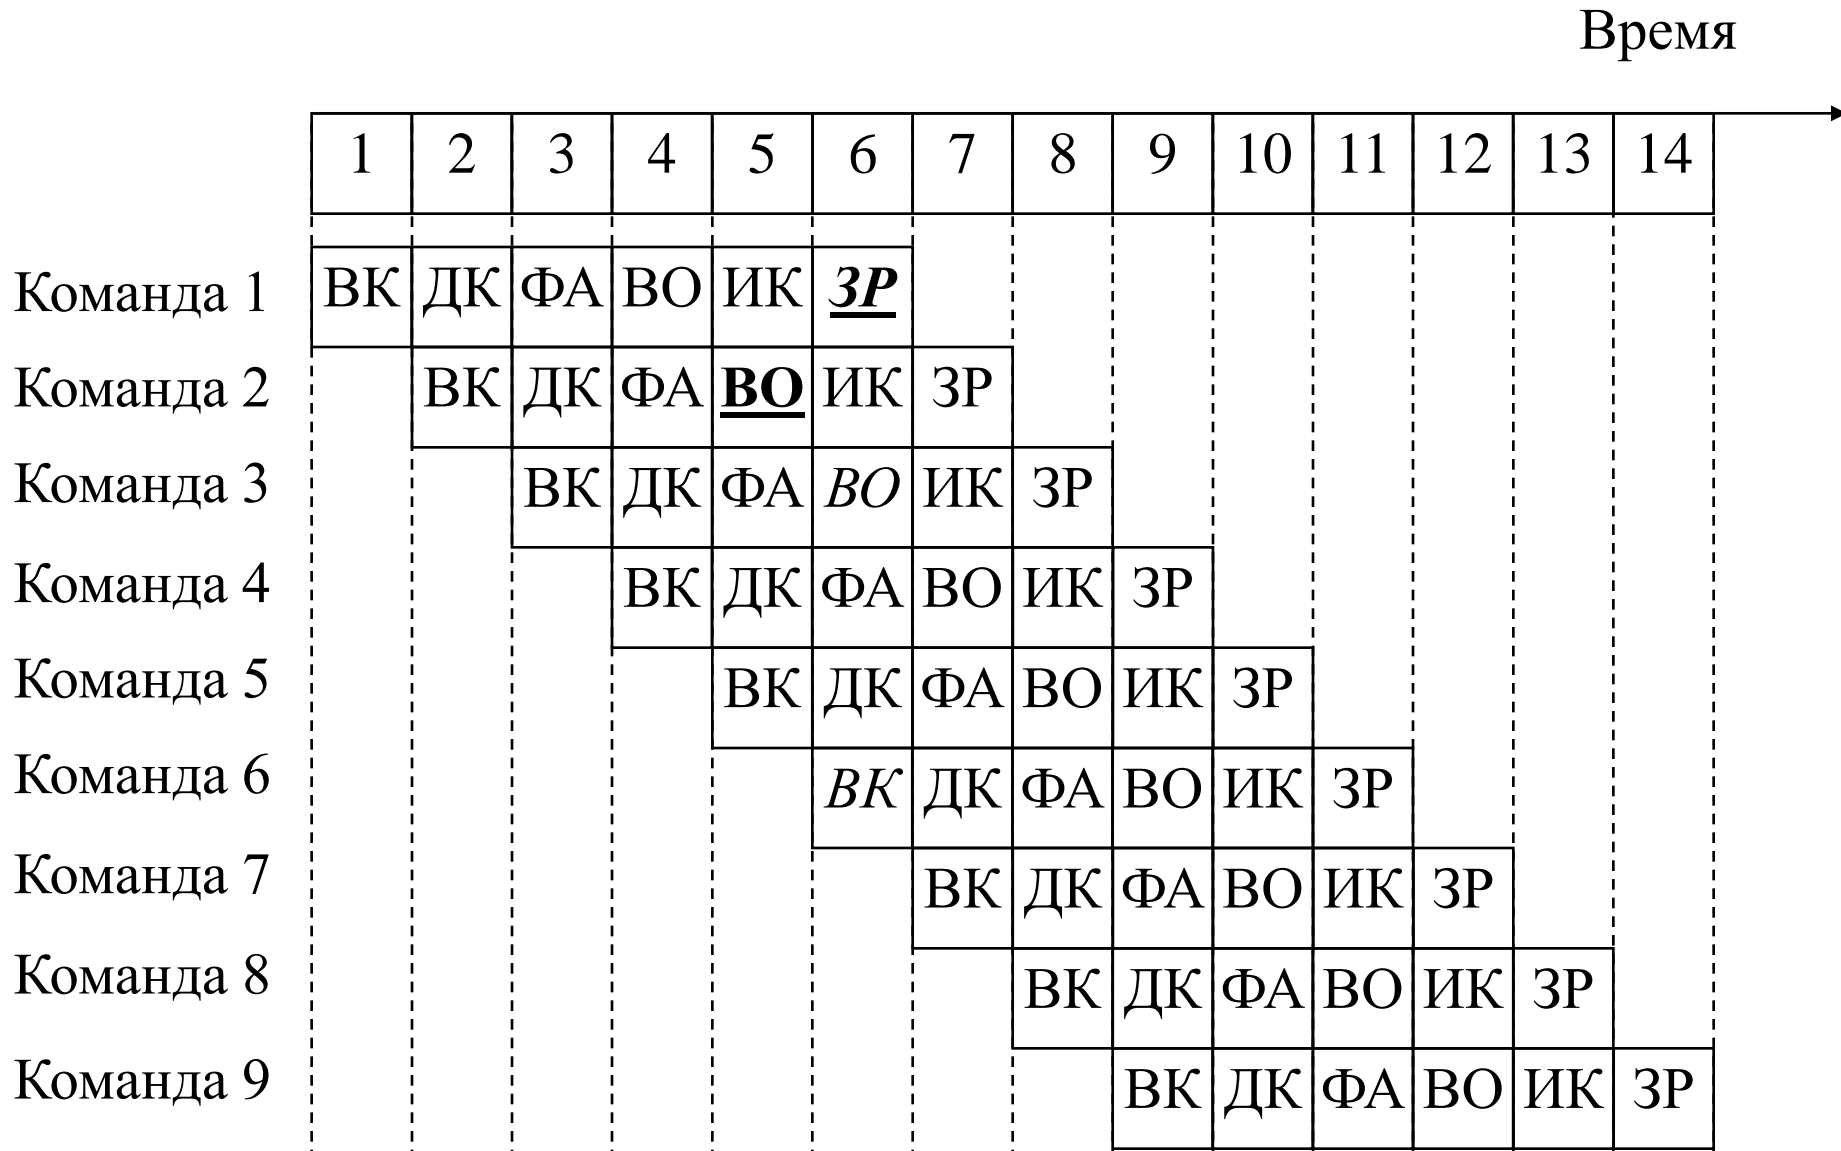 Время
1 2 3 4 5 6 7 8 9 10 11 12 13 14
Команда 1 ВК ДК ФА ВО ИК ЗР
Команда 2 ВК ДК ФА ВО ИК ЗР
Команда 3 ВК ДК ФА ВО ИК ЗР
Команда 4 ВК ДК ФА ВО ИК ЗР
Команда 5 ВК ДК ФА ВО ИК ЗР
Команда 6 ВК ДК ФА ВО ИК ЗР
Команда 7 ВК ДК ФА ВО ИК ЗР
Команда 8 ВК ДК ФА ВО ИК ЗР
Команда 9 ВК ДК ФА ВО ИК ЗР